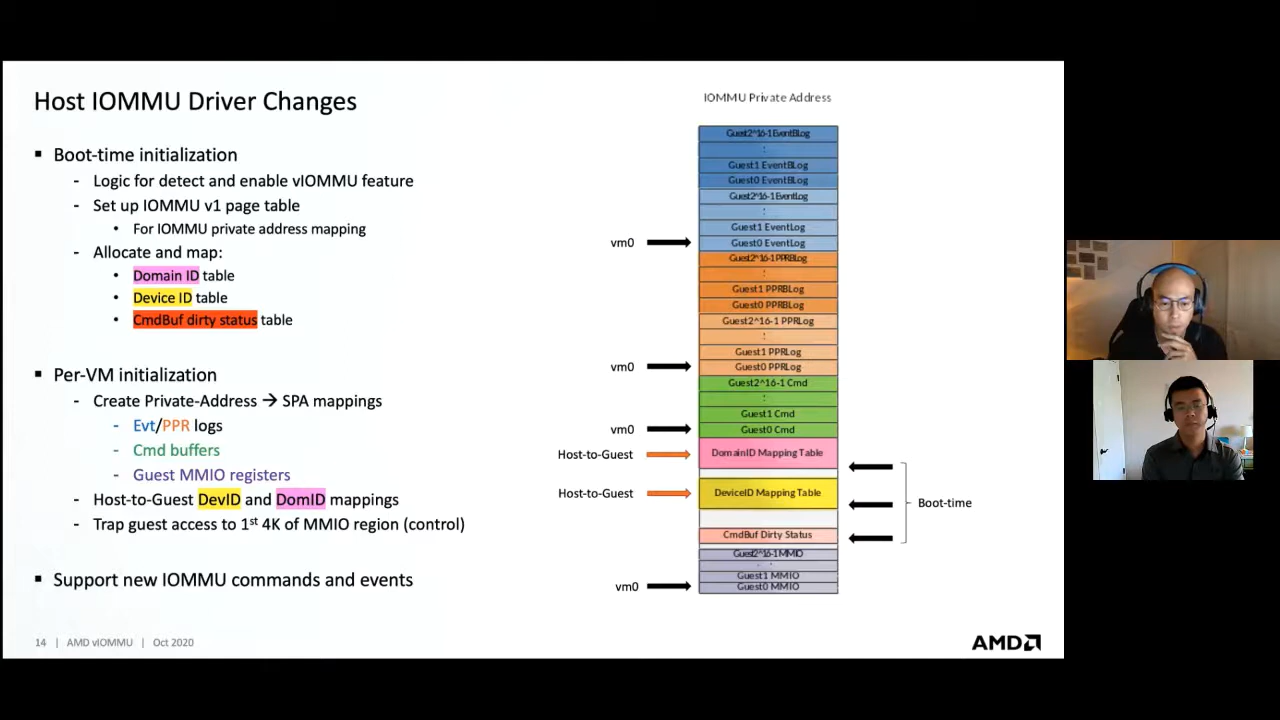 Host IOMMU Driver Changes
▪ Boot-time initialization
- Logic for detect and enable vIOMMU feature
- Set up IOMMU v1 page table
• For IOMMU private address mapping
- Allocate and map:
• Domain ID table
• Device ID table
• CmdBuf dirty status table
▪ Per-VM initialization
- Create Private-Address → SPA mappings
- Evt/PPR logs
- Cmd buffers
- Guest MMIO registers
- Host-to-Guest DevID and DomID mappings
- Trap guest access to 1st 4K of MMIO region (control)
▪ Support new IOMMU commands and events
IOMMU Private Address
Guest2^16-1 EventBLog
:
Guest1 EventBLog
Guest0 EventBLog
Guest2^16-1 EventLog
:
Guest1 EventLog
vm0 Guest0 EventLog
Guest2^16-1 PPRBLog
:
Guest1 PPRBLog
Guest0 PPRBLog
Guest2^16-1 PPRLog
:
Guest1 PPRLog
vm0 Guest0 PPRLog
Guest2^16-1 Cmd
:
Guest1 Cmd
vm0 Guest0 Cmd
Host-to-Guest DomainID Mapping Table
Host-to-Guest DeviceID Mapping Table
Boot-time
CmdBuf Dirty Status
Guest2^16-1 MMIO
. .
Guest1 MMIO
vm0 Guest0 MMIO
14 | AMD vIOMMU | Oct 2020
AMD